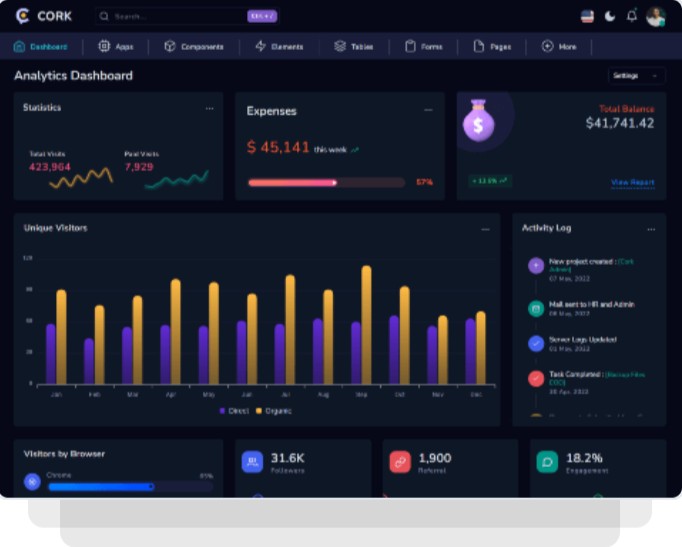 CORK
Search...
Dashboard
Apps
Components
Elements
Tables
Forms
Pages
More
Analytics Dashboard
Settings
Statistics
Total Visits
423,964
Paid Visits
7,929
Expenses
$ 45,141 this week
57%
Total Balance
$41,741.42
View Report
Unique Visitors
120
90
60
30
0
Jan Feb Mar Apr May Jun Jul Aug Sep Oct Nov Dec
Direct Organic
Activity Log
New project created : [Cork
Admin]
07 May, 2022
Mail sent to HR and Admin
06 May, 2022
Server Logs Updated
01 May, 2022
Task Completed : [Backup Files
EOD]
30 Apr, 2022
Visitors by Browser
Chrome
65%
31.6K
Followers
1,900
Referral
18.2%
Engagement